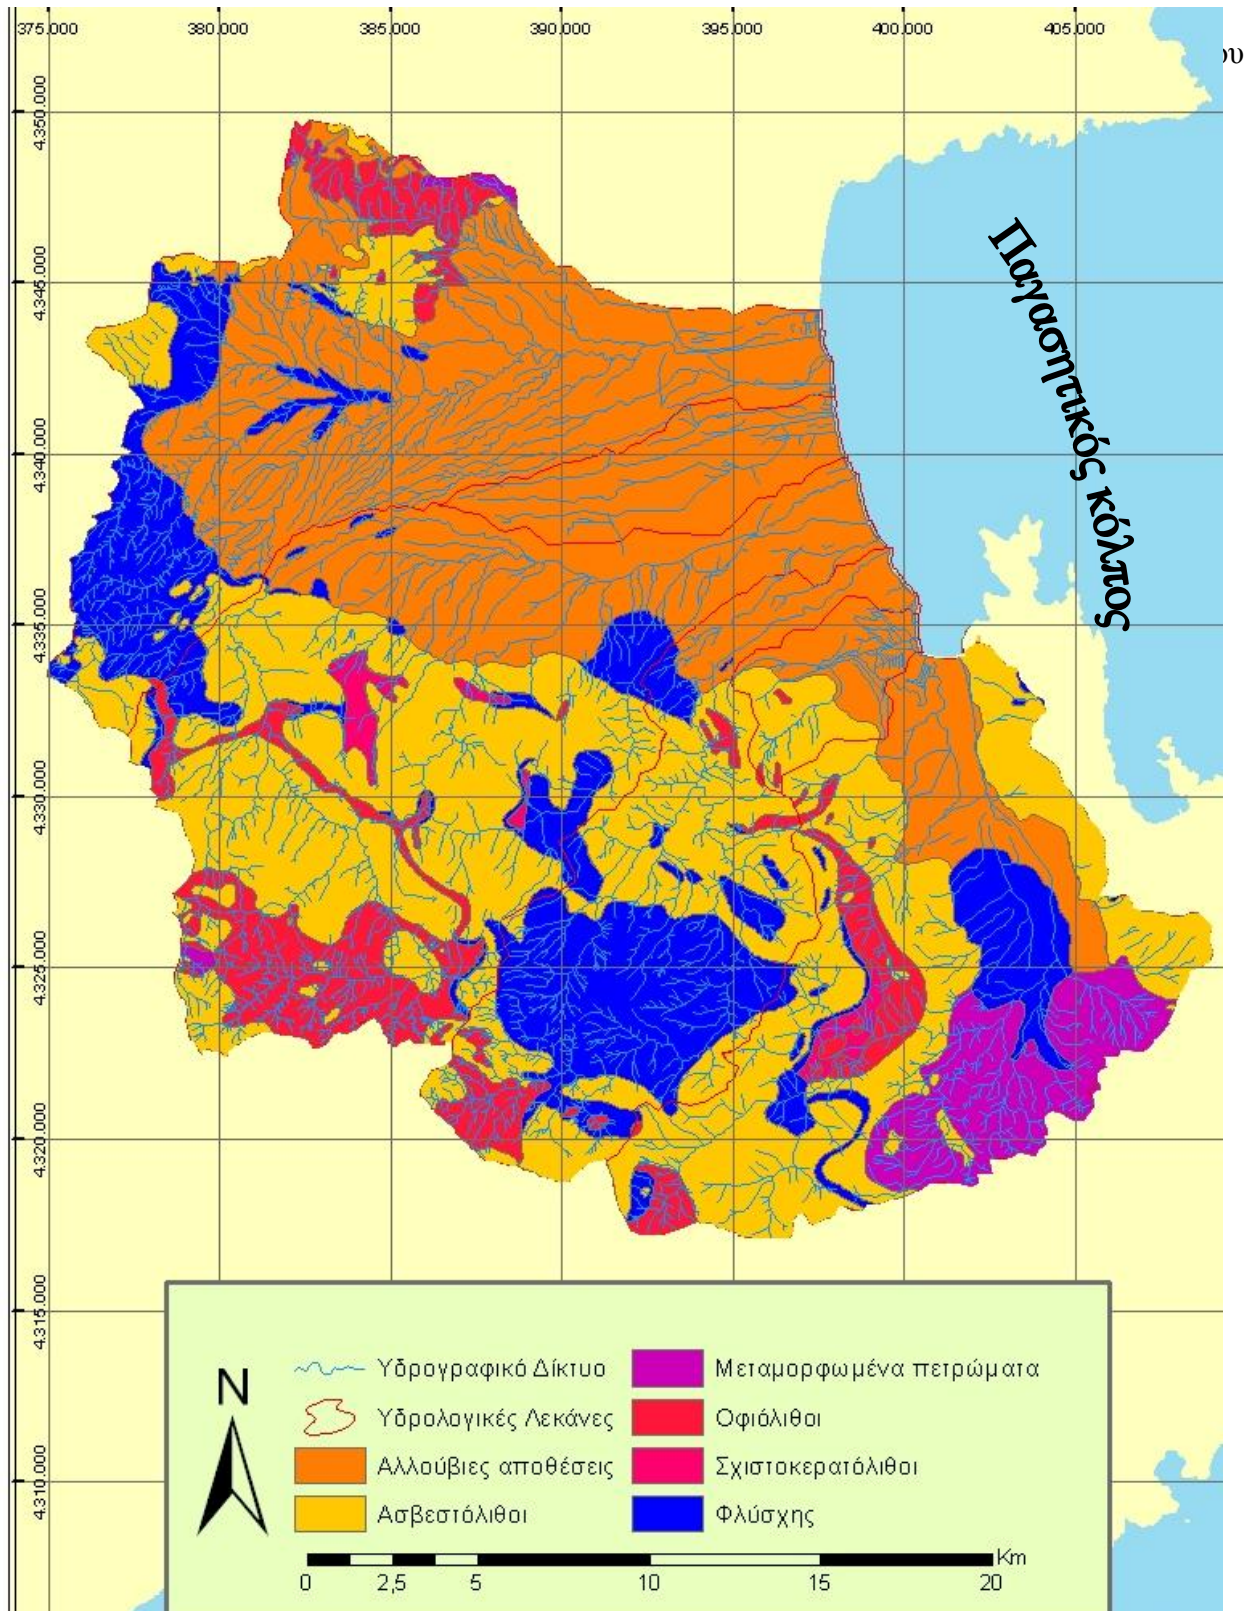 375.000 380.000 385.000 390.000 395.000 400.000 405.000
ου
4.350.000
4.345.000
4.340.000
4.335.000
4.330.000
4.325.000
4.320.000
4.315.000
4.310.000
Παγασητικός κόλπος
N
Υδρογραφικό Δίκτυο
Υδρολογικές Λεκάνες
Αλλούβιες αποθέσεις
Ασβεστόλιθοι
Μεταμορφωμένα πετρώματα
Οφιόλιθοι
Σχιστοκερατόλιθοι
Φλύσχης
Km
0 2,5 5 10 15 20